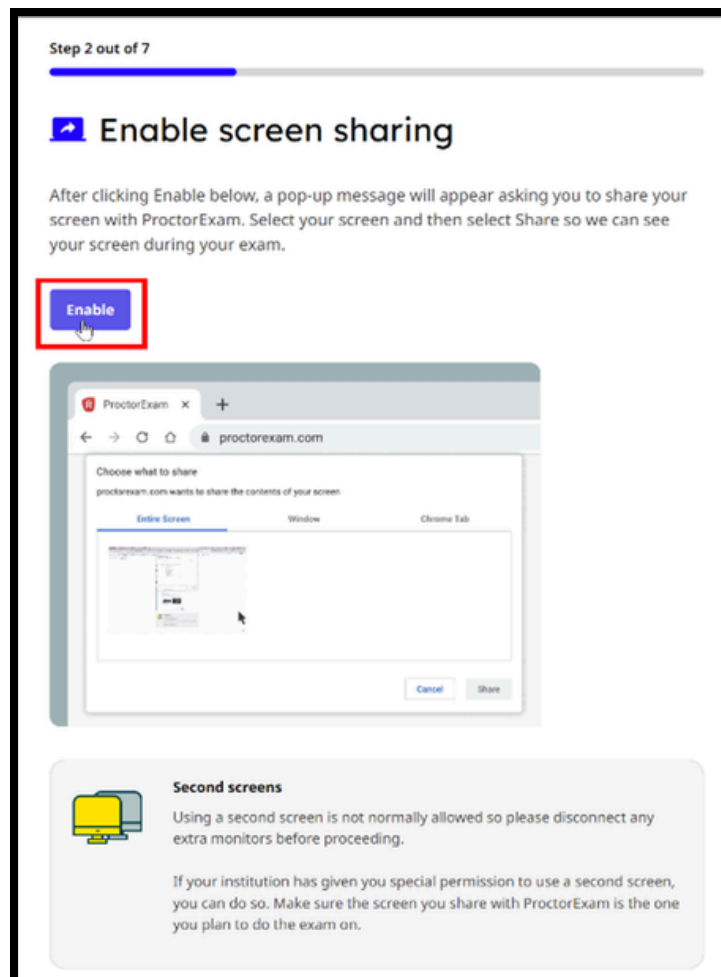 Step 2 out of 7
Enable screen sharing
After clicking Enable below, a pop-up message will appear asking you to share your
screen with ProctorExam. Select your screen and then select Share so we can see
your screen during your exam.
Enable
ProctorExam
proctorexam.com
Choose what to share
proctorexam.com wants to share the contents of your screen
Entire Screen Window Chrome Tab
Cancel Share
Second screens
Using a second screen is not normally allowed so please disconnect any
extra monitors before proceeding.
If your institution has given you special permission to use a second screen,
you can do so. Make sure the screen you share with ProctorExam is the one
you plan to do the exam on.